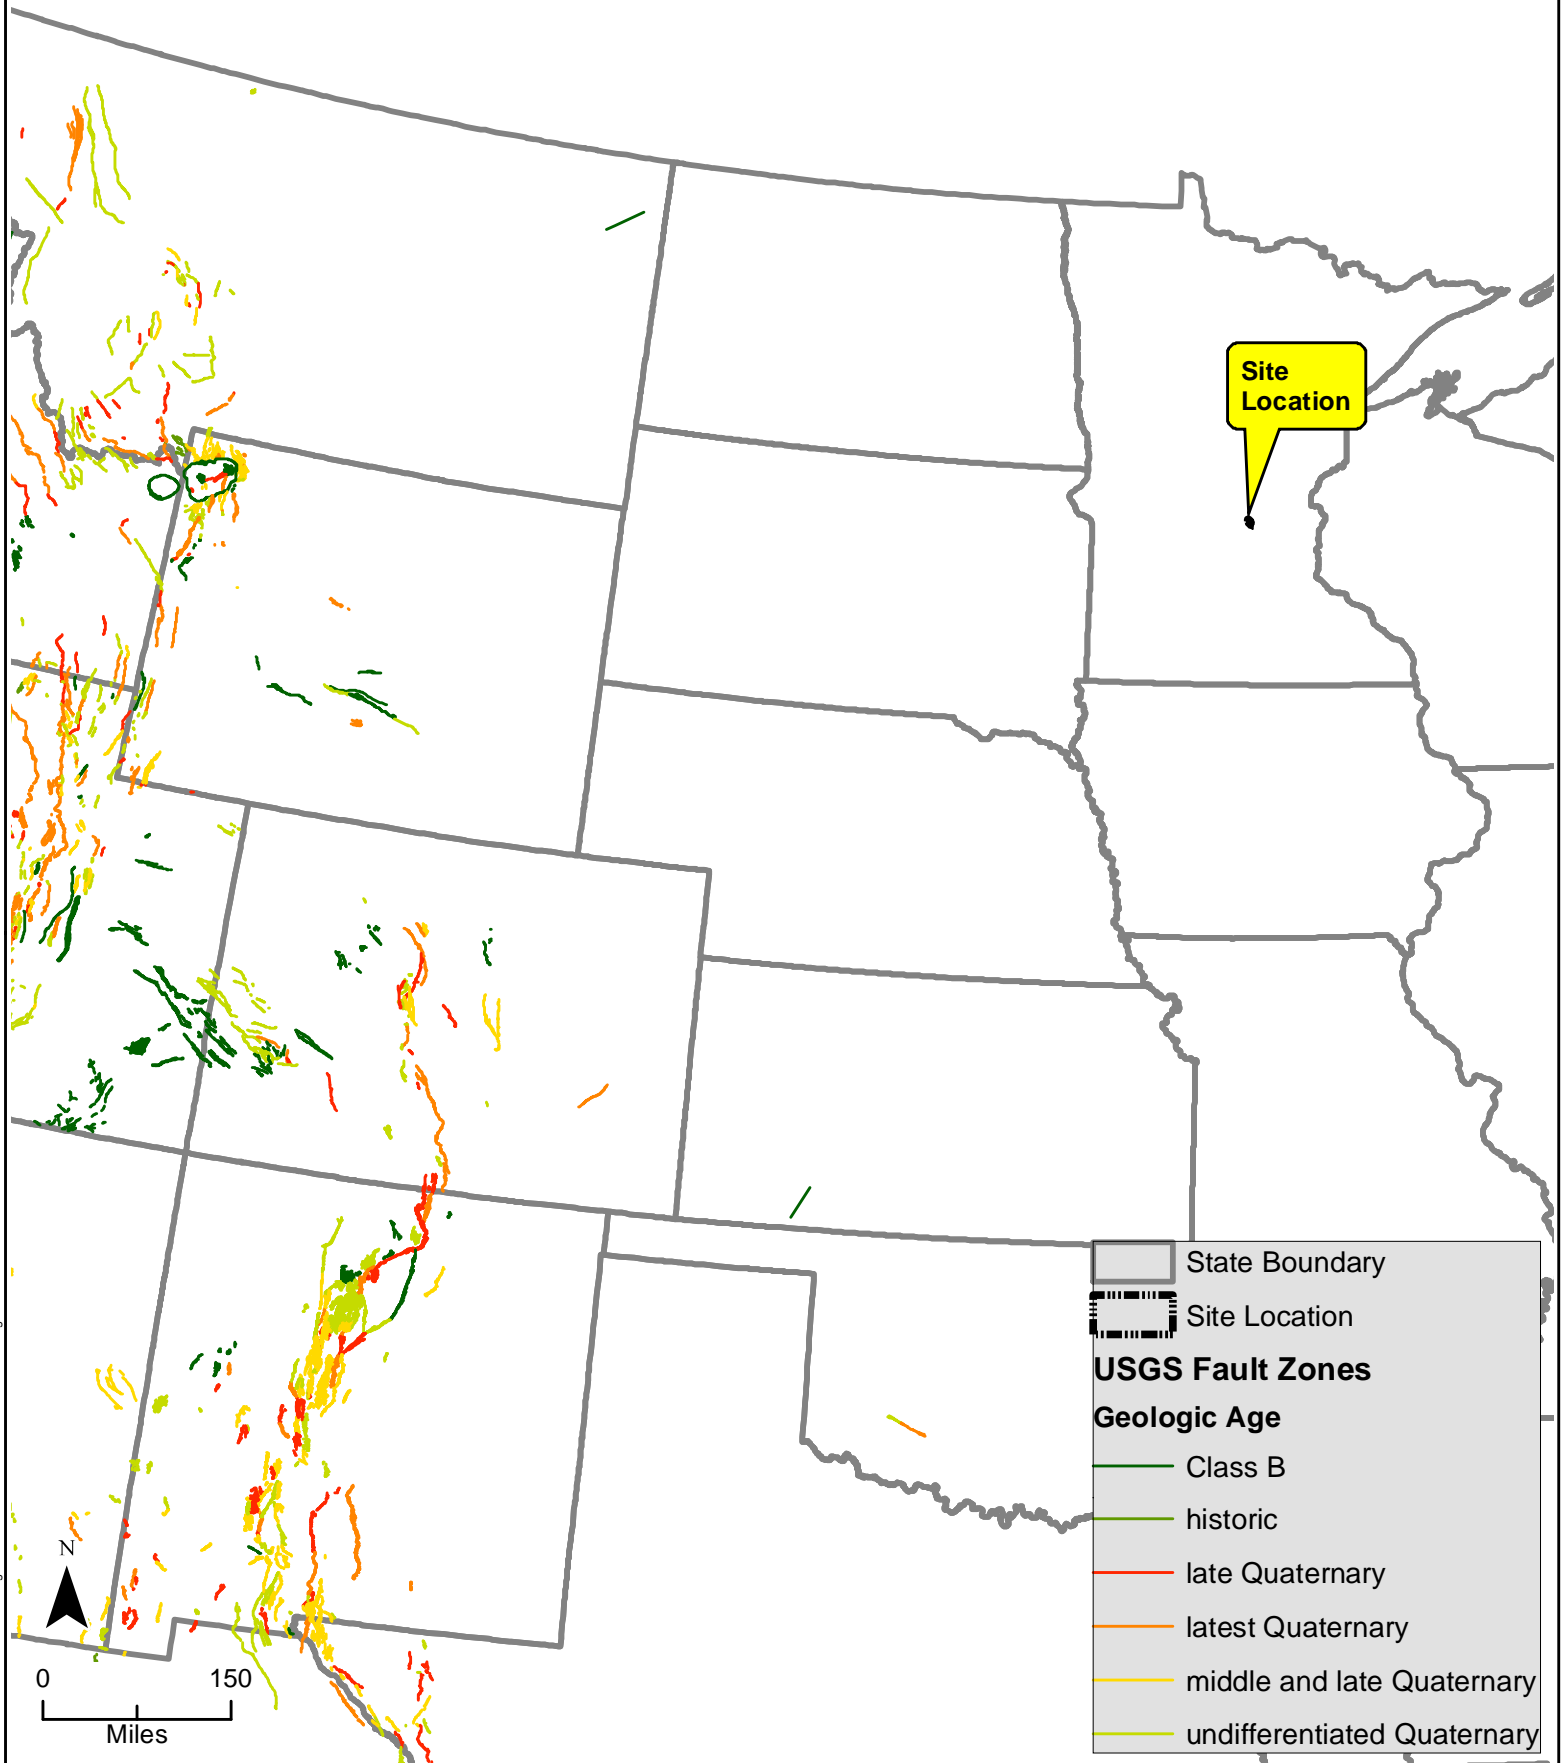 Site
Location
State Boundary
Site Location
USGS Fault Zones
Geologic Age
Class B
historic
late Quaternary
latest Quaternary
middle and late Quaternary
undifferentiated Quaternary
N
0 150
Miles